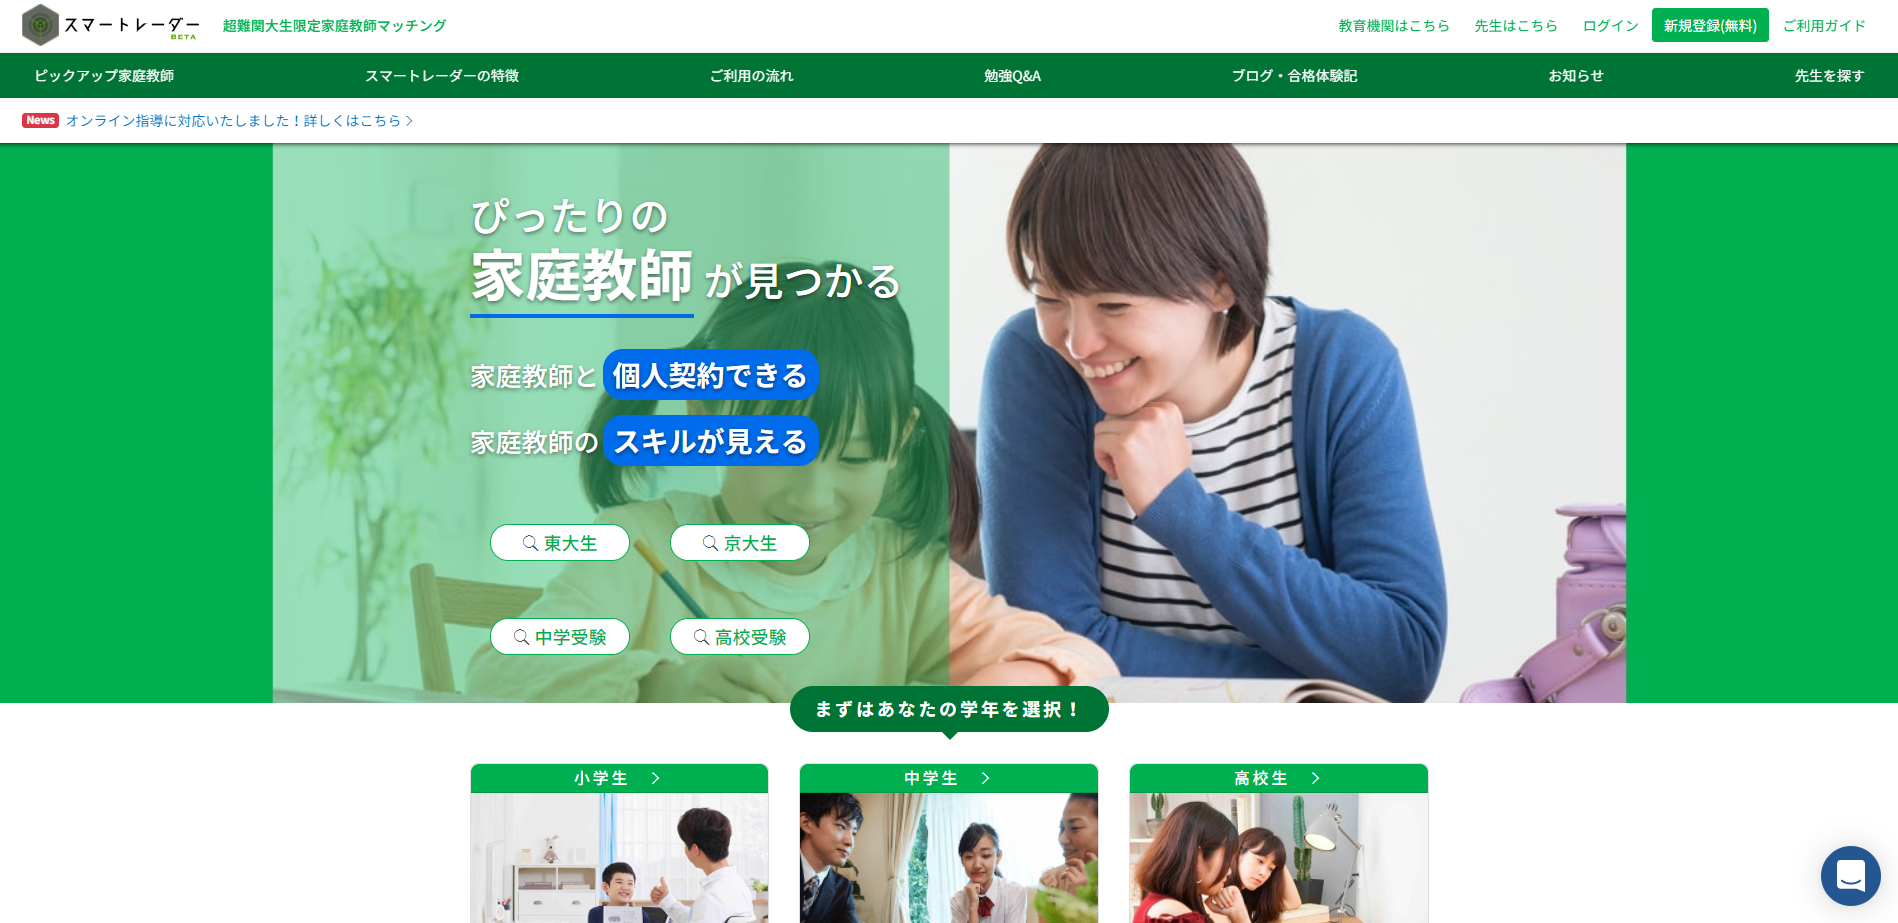 スマートレーダー
BETA
超難関大生限定家庭教師マッチング
教育機関はこちら
先生はこちら
ログイン
新規登録(無料)
ご利用ガイド
ピックアップ家庭教師
スマートレーダーの特徴
ご利用の流れ
勉強Q&A
ブログ・合格体験記
お知らせ
先生を探す
News オンライン指導に対応いたしました！詳しくはこちら
ぴったりの
家庭教師が見つかる
家庭教師と 個人契約できる
家庭教師の スキルが見える
東大生
京大生
中学受験
高校受験
まずはあなたの学年を選択！
小学生
中学生
高校生